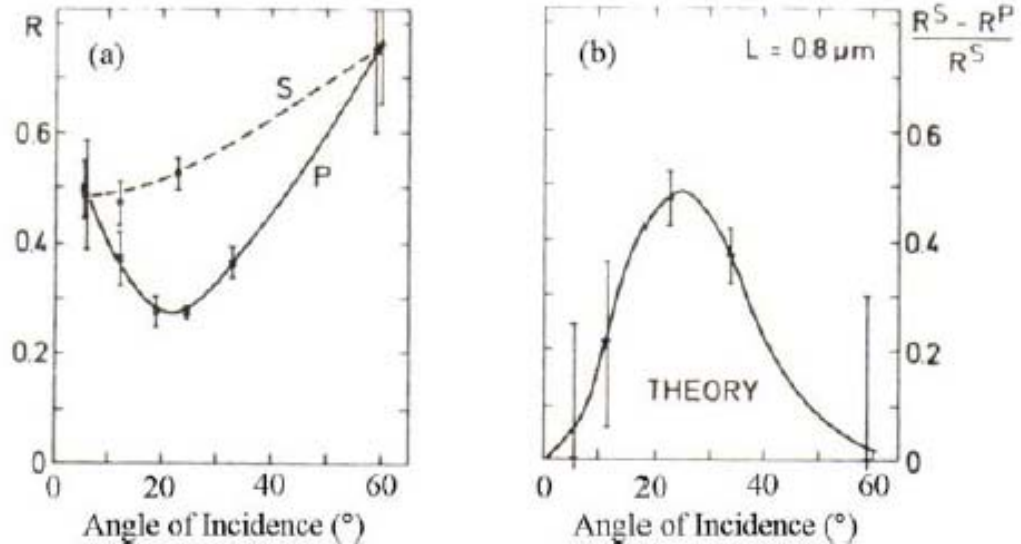 R
(a)
S
P
0.6
0.4
0.2
0
0
20
40
60
Angle of Incidence (°)
(b)
L = 0.8 µm
R^S - R^P
R^S
THEORY
0.6
0.4
0.2
0
0
20
40
60
Angle of Incidence (°)